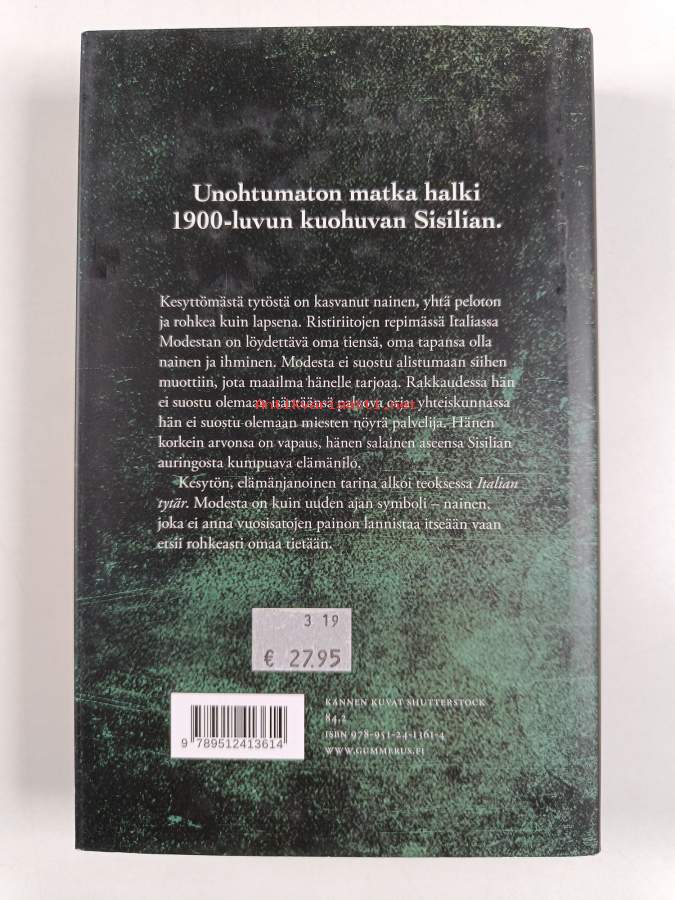 Unohtumaton matka halki
1900-luvun kuohuvan Sisilian.
Kesyttömästä tytöstä on kasvanut nainen, yhtä peloton
ja rohkea kuin lapsena. Ristiriitojen repimässä Italiassa
Modestan on löydettävä oma tiensä, oma tapansa olla
nainen ja ihminen. Modesta ei suostu alistumaan siihen
muottiin, jota maailma hänelle tarjoaa. Rakkaudessa hän
ei suostu olemaan isäntäänsä palvova orja, yhteiskunnassa
hän ei suostu olemaan miesten nöyrä palvelija. Hänen
korkein arvonsa on vapaus, hänen salainen aseensa Sisilian
auringosta kumpuava elämänilo.
Kesytön, elämänjanoinen tarina alkoi teoksessa Italian
tytär. Modesta on kuin uuden ajan symboli – nainen,
joka ei anna vuosisatojen painon lannistaa itseään vaan
etsii rohkeasti omaa tietään.
3 19
€ 27.95
KANNEN KUVAT SHUTTERSTOCK
84.2
ISBN 978-951-24-1361-4
WWW.GUMMERUS.FI
9 789512 413614